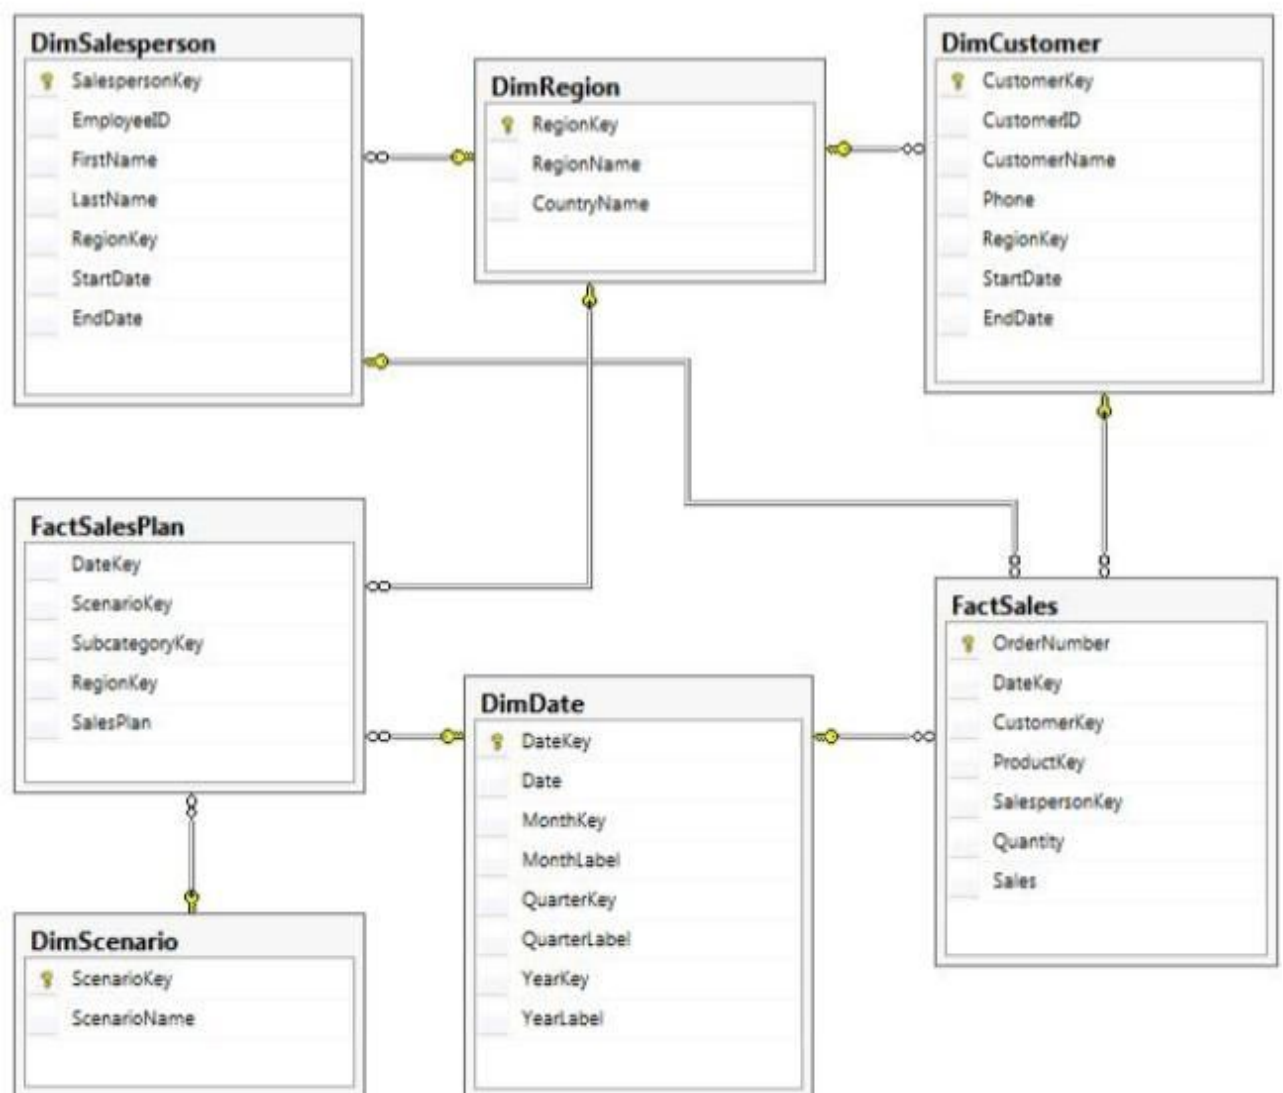 DimSalesperson
SalespersonKey
EmployeeID
FirstName
LastName
RegionKey
StartDate
EndDate
DimRegion
RegionKey
RegionName
CountryName
DimCustomer
CustomerKey
CustomerID
CustomerName
Phone
RegionKey
StartDate
EndDate
FactSalesPlan
DateKey
ScenarioKey
SubcategoryKey
RegionKey
SalesPlan
DimDate
DateKey
Date
MonthKey
MonthLabel
QuarterKey
QuarterLabel
YearKey
YearLabel
FactSales
OrderNumber
DateKey
CustomerKey
ProductKey
SalespersonKey
Quantity
Sales
DimScenario
ScenarioKey
ScenarioName